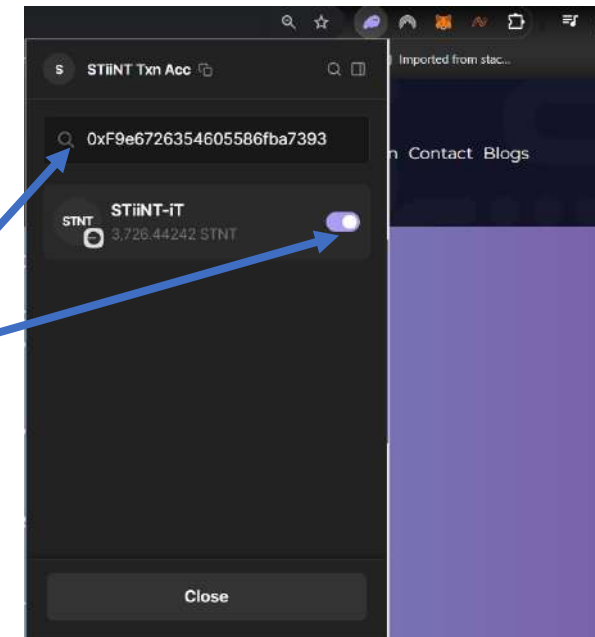 Imported from stac...
S STiiNT Txn Acc
0xF9e6726354605586fba7393
n Contact Blogs
STNT STiiNT-iT
3,726.44242 STNT
Close